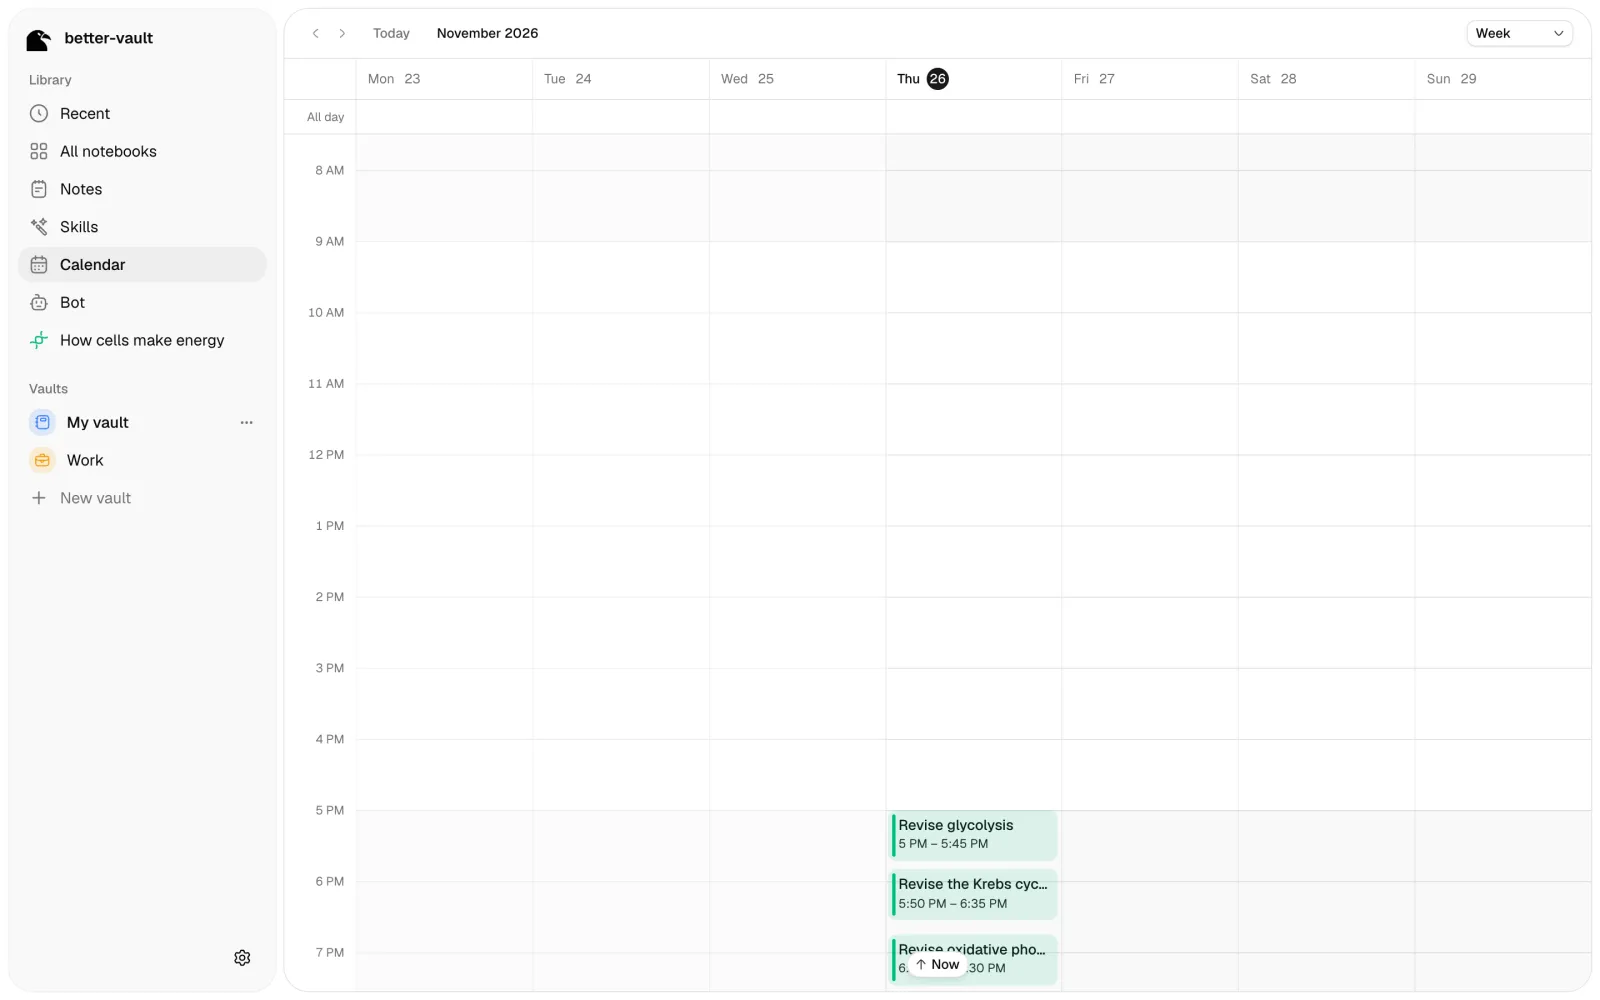 better-vault
Library
Recent
All notebooks
Notes
Skills
Calendar
Bot
How cells make energy
Vaults
My vault
Work
New vault
Today November 2026 Week
Mon 23 Tue 24 Wed 25 Thu 26 Fri 27 Sat 28 Sun 29
All day
8 AM
9 AM
10 AM
11 AM
12 PM
1 PM
2 PM
3 PM
4 PM
5 PM
Revise glycolysis
5 PM – 5:45 PM
6 PM
Revise the Krebs cyc…
5:50 PM – 6:35 PM
7 PM
Revise oxidative pho…
Now